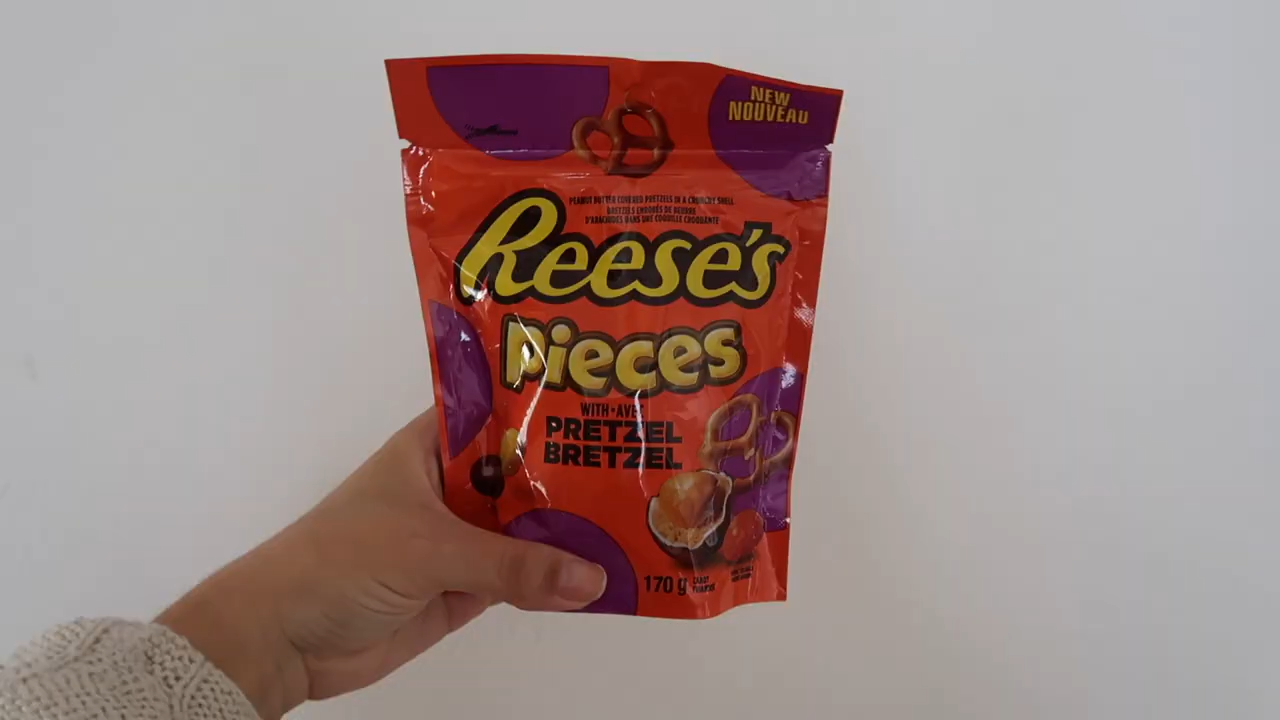 NEW
NOUVEAU
PEANUT BUTTER COVERED PRETZELS IN A CRUNCHY SHELL
BRETZELS ENROBÉS DE BEURRE
D'ARACHIDES DANS UNE COQUILLE CROQUANTE
Reese's
pieces
WITH • AVEC
PRETZEL
BRETZEL
170 g
CANDY